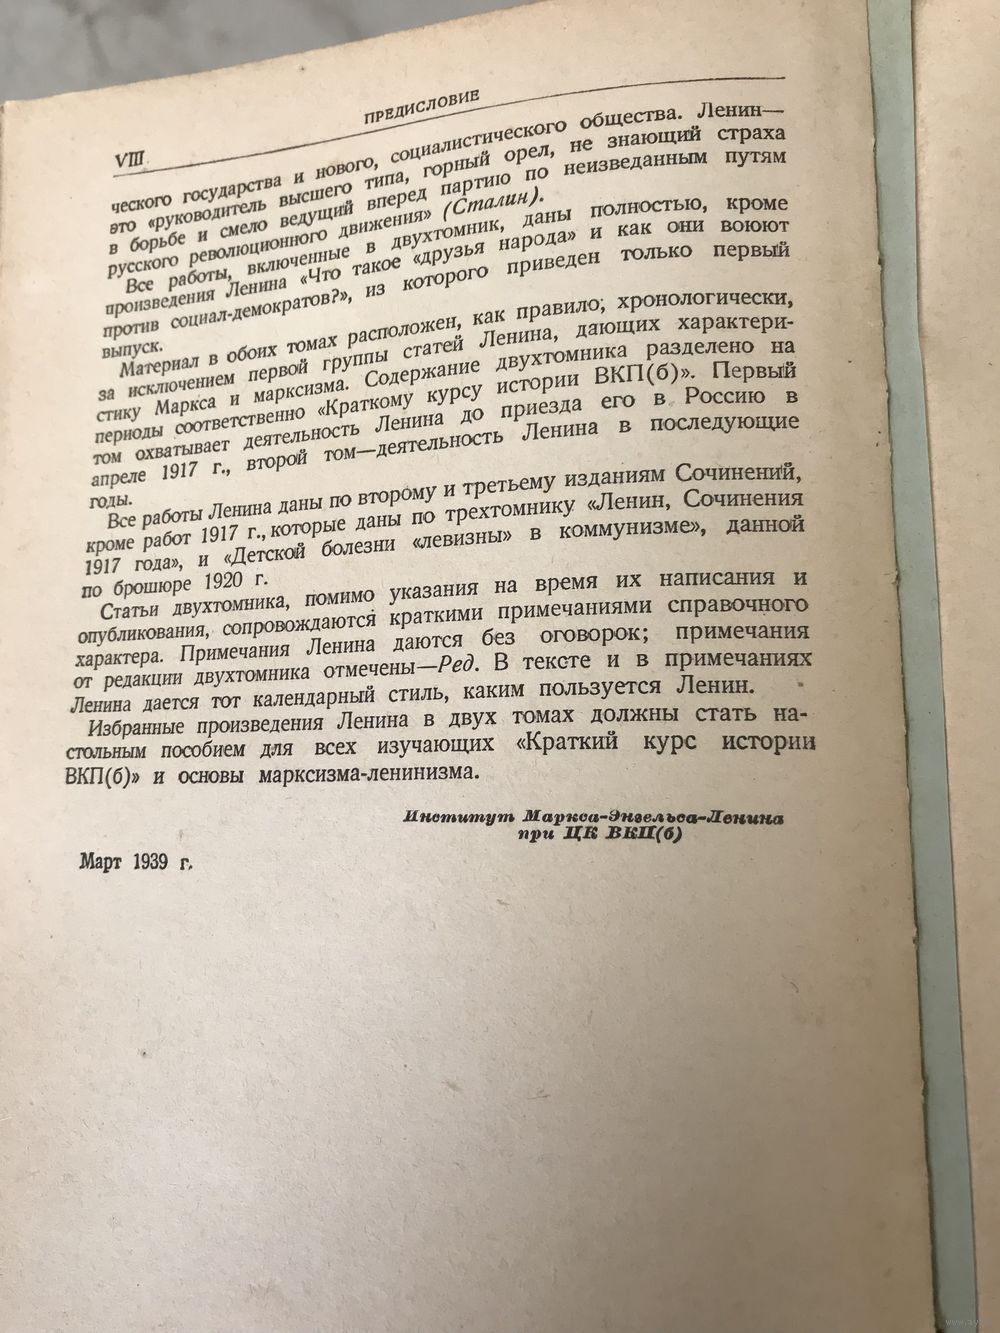 VIII
ПРЕДИСЛОВИЕ
ческого государства и нового, социалистического общества. Ленин—
это «руководитель высшего типа, горный орел, не знающий страха
в борьбе и смело ведущий вперед партию по неизведанным путям
русского революционного движения» (Сталин).
Все работы, включенные в двухтомник, даны полностью, кроме
произведения Ленина «Что такое «друзья народа» и как они воюют
против социал-демократов?», из которого приведен только первый
выпуск.
Материал в обоих томах расположен, как правило, хронологически,
за исключением первой группы статей Ленина, дающих характери-
стику Маркса и марксизма. Содержание двухтомника разделено на
периоды соответственно «Краткому курсу истории ВКП(б)». Первый
том охватывает деятельность Ленина до приезда его в Россию в
апреле 1917 г., второй том—деятельность Ленина в последующие
годы.
Все работы Ленина даны по второму и третьему изданиям Сочинений,
кроме работ 1917 г., которые даны по трехтомнику «Ленин, Сочинения
1917 года», и «Детской болезни «левизны» в коммунизме», данной
по брошюре 1920 г.
Статьи двухтомника, помимо указания на время их написания и
опубликования, сопровождаются краткими примечаниями справочного
характера. Примечания Ленина даются без оговорок; примечания
от редакции двухтомника отмечены—Ред. В тексте и в примечаниях
Ленина дается тот календарный стиль, каким пользуется Ленин.
Избранные произведения Ленина в двух томах должны стать на-
стольным пособием для всех изучающих «Краткий курс истории
ВКП(б)» и основы марксизма-ленинизма.
Институт Маркса-Энгельса-Ленина
при ЦК ВКП(б)
Март 1939 г.